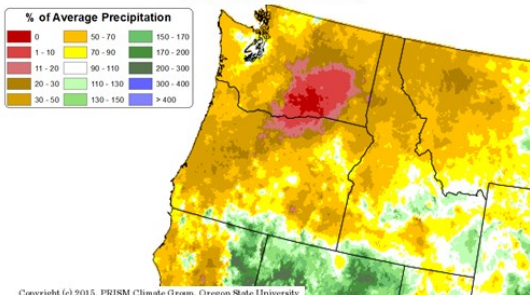 % of Average Precipitation
0 50 - 70 150 - 170
1 - 10 70 - 90 170 - 200
11 - 20 90 - 110 200 - 300
20 - 30 110 - 130 300 - 400
30 - 50 130 - 150 > 400
Copyright (c) 2015, PRISM Climate Group, Oregon State University